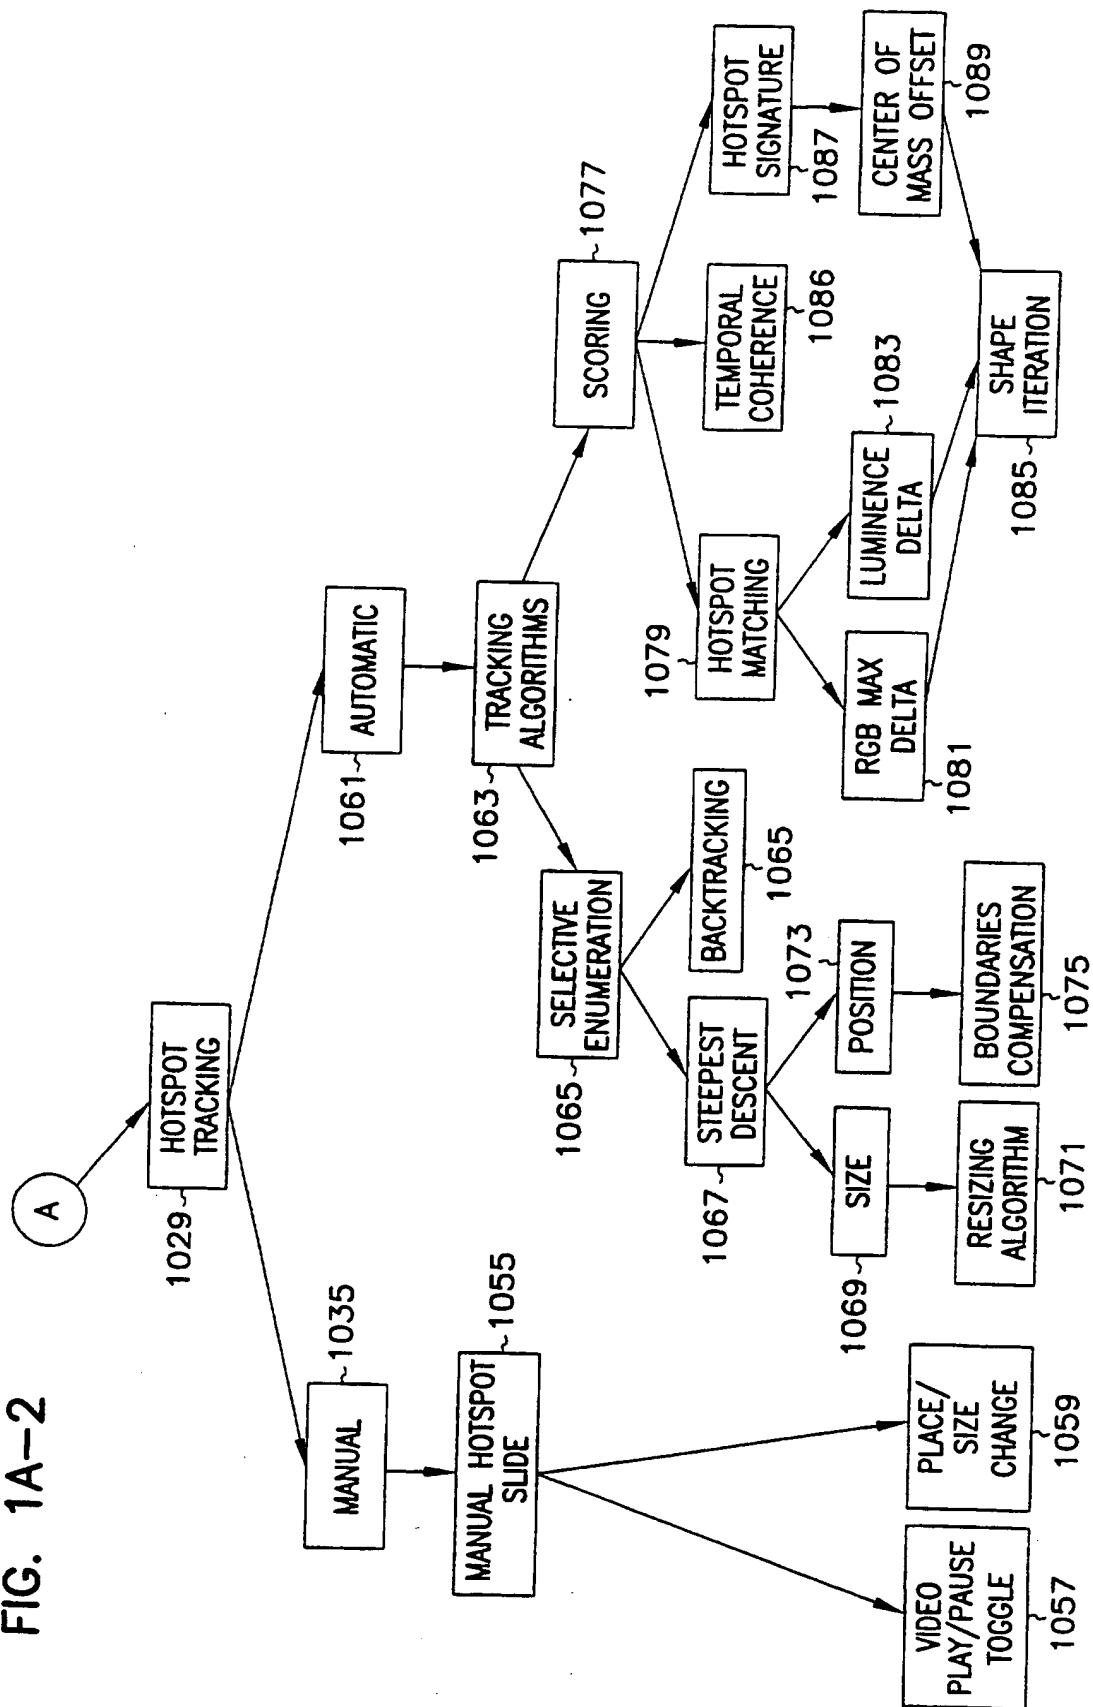 FIG. 1A-2
A
HOTSPOT
TRACKING
1029
MANUAL
1035
AUTOMATIC
1061
MANUAL HOTSPOT
SLIDE
1055
TRACKING
ALGORITHMS
1063
SELECTIVE
ENUMERATION
1065
SCORING
1077
STEEPEST
DESCENT
1067
BACKTRACKING
1065
HOTSPOT
MATCHING
1079
TEMPORAL
COHERENCE
1086
HOTSPOT
SIGNATURE
1087
SIZE
1069
POSITION
1073
RGB MAX
DELTA
1081
LUMINENCE
DELTA
1083
CENTER OF
MASS OFFSET
1089
VIDEO
PLAY/PAUSE
TOGGLE
1057
PLACE/
SIZE
CHANGE
1059
RESIZING
ALGORITHM
1071
BOUNDARIES
COMPENSATION
1075
SHAPE
ITERATION
1085